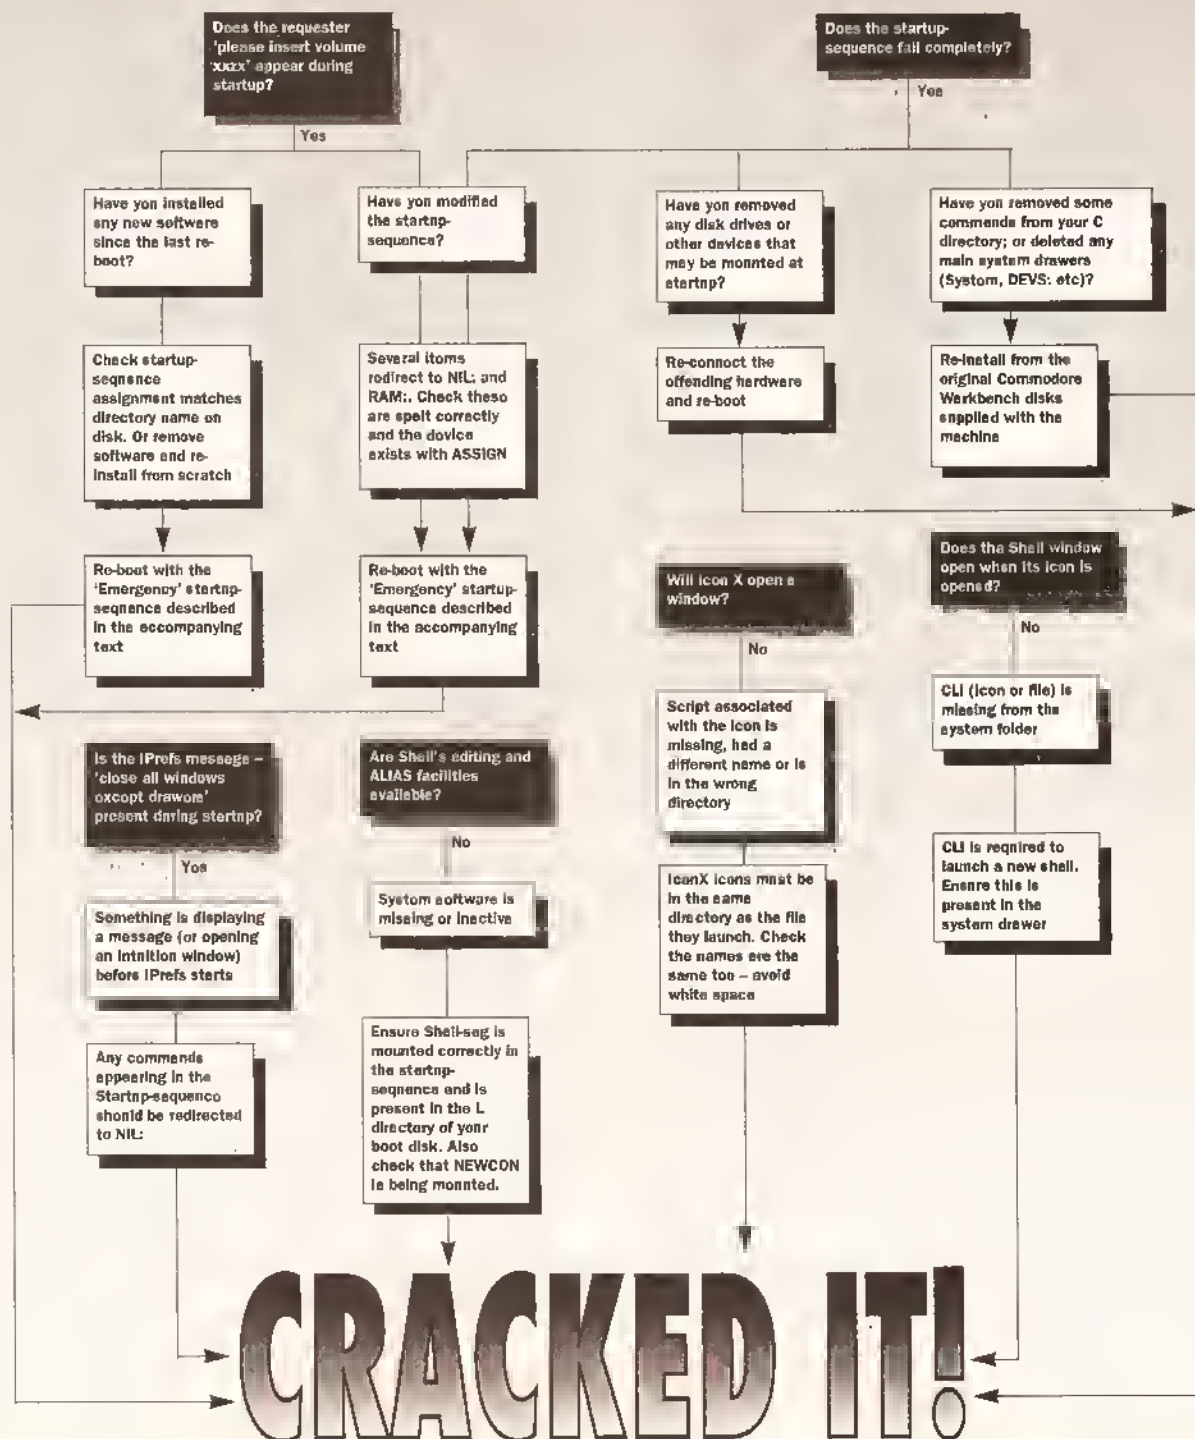 Does the requester
'please insert volume
xxzx' appear during
startup?
Yes
Does the startup-
sequence fail completely?
Yes
Have you installed
any new software
since the last re-
boot?
Have you modified
the startup-
sequence?
Have you removed
any disk drives or
other devices that
may be mounted at
startup?
Have you removed some
commands from your C
directory; or deleted any
main system drawers
(System, DEVS: etc)?
Check startup-
sequence
assignment matches
directory name on
disk. Or remove
software and re-
install from scratch
Several items
redirect to NIL: and
RAM:. Check these
are spelt correctly
and the device
exists with ASSIGN
Re-connect the
offending hardware
and re-boot
Re-install from the
original Commodore
Workbench disks
supplied with the
machine
Re-boot with the
'Emergency' startup-
sequence described
in the accompanying
text
Re-boot with the
'Emergency' startup-
sequence described
in the accompanying
text
Will icon X open a
window?
No
Does the Shell window
open when its icon is
opened?
No
Script associated
with the icon is
missing, had a
different name or is
in the wrong
directory
CLI (icon or file) is
missing from the
system folder
Is the IPrefs message –
'close all windows
except drawers'
present during startup?
Yes
Are Shell's editing and
ALIAS facilities
available?
No
IconX icons must be
in the same
directory as the file
they launch. Check
the names are the
same too – avoid
white space
CLI is required to
launch a new shell.
Ensure this is
present in the
system drawer
Something is displaying
a message (or opening
an intuition window)
before IPrefs starts
System software is
missing or inactive
Any commands
appearing in the
Startup-sequence
should be redirected
to NIL:
Ensure Shell-seg is
mounted correctly in
the startup-
sequence and is
present in the L
directory of your
boot disk. Also
check that NEWCON
is being mounted.
CRACKED IT!